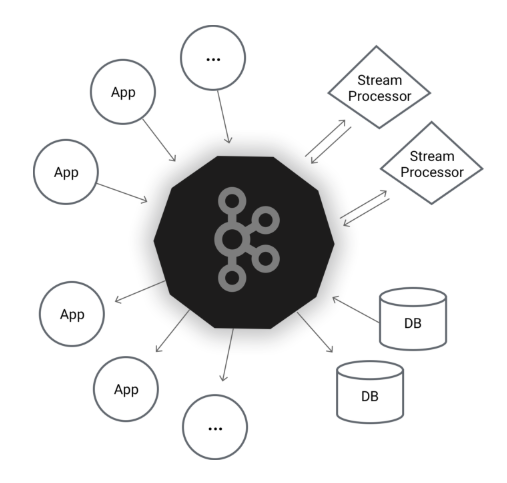 ...
App
App
Stream
Processor
Stream
Processor
App
App
...
DB
DB